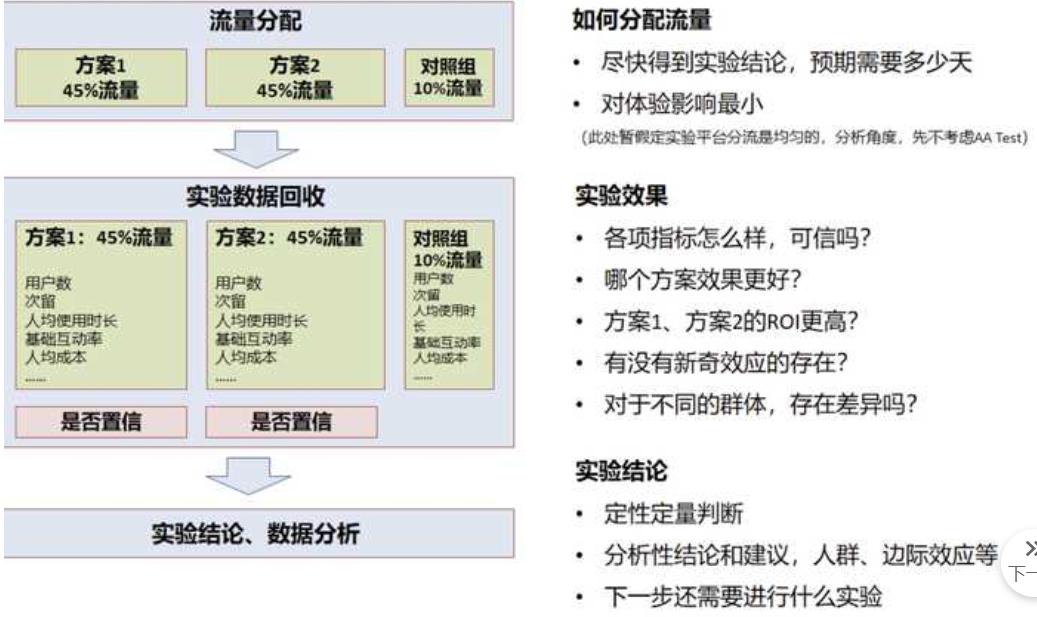 流量分配
方案1
45%流量
方案2
45%流量
对照组
10%流量
实验数据回收
方案1：45%流量
用户数
次留
人均使用时长
基础互动率
人均成本
......
方案2：45%流量
用户数
次留
人均使用时长
基础互动率
人均成本
......
对照组
10%流量
用户数
次留
人均使用时
长
基础互动率
人均成本
......
是否置信
是否置信
实验结论、数据分析
如何分配流量
• 尽快得到实验结论，预期需要多少天
• 对体验影响最小
（此处暂假定实验平台分流是均匀的，分析角度，先不考虑AA Test）
实验效果
• 各项指标怎么样，可信吗？
• 哪个方案效果更好？
• 方案1、方案2的ROI更高？
• 有没有新奇效应的存在？
• 对于不同的群体，存在差异吗？
实验结论
• 定性定量判断
• 分析性结论和建议，人群、边际效应等
• 下一步还需要进行什么实验
下一